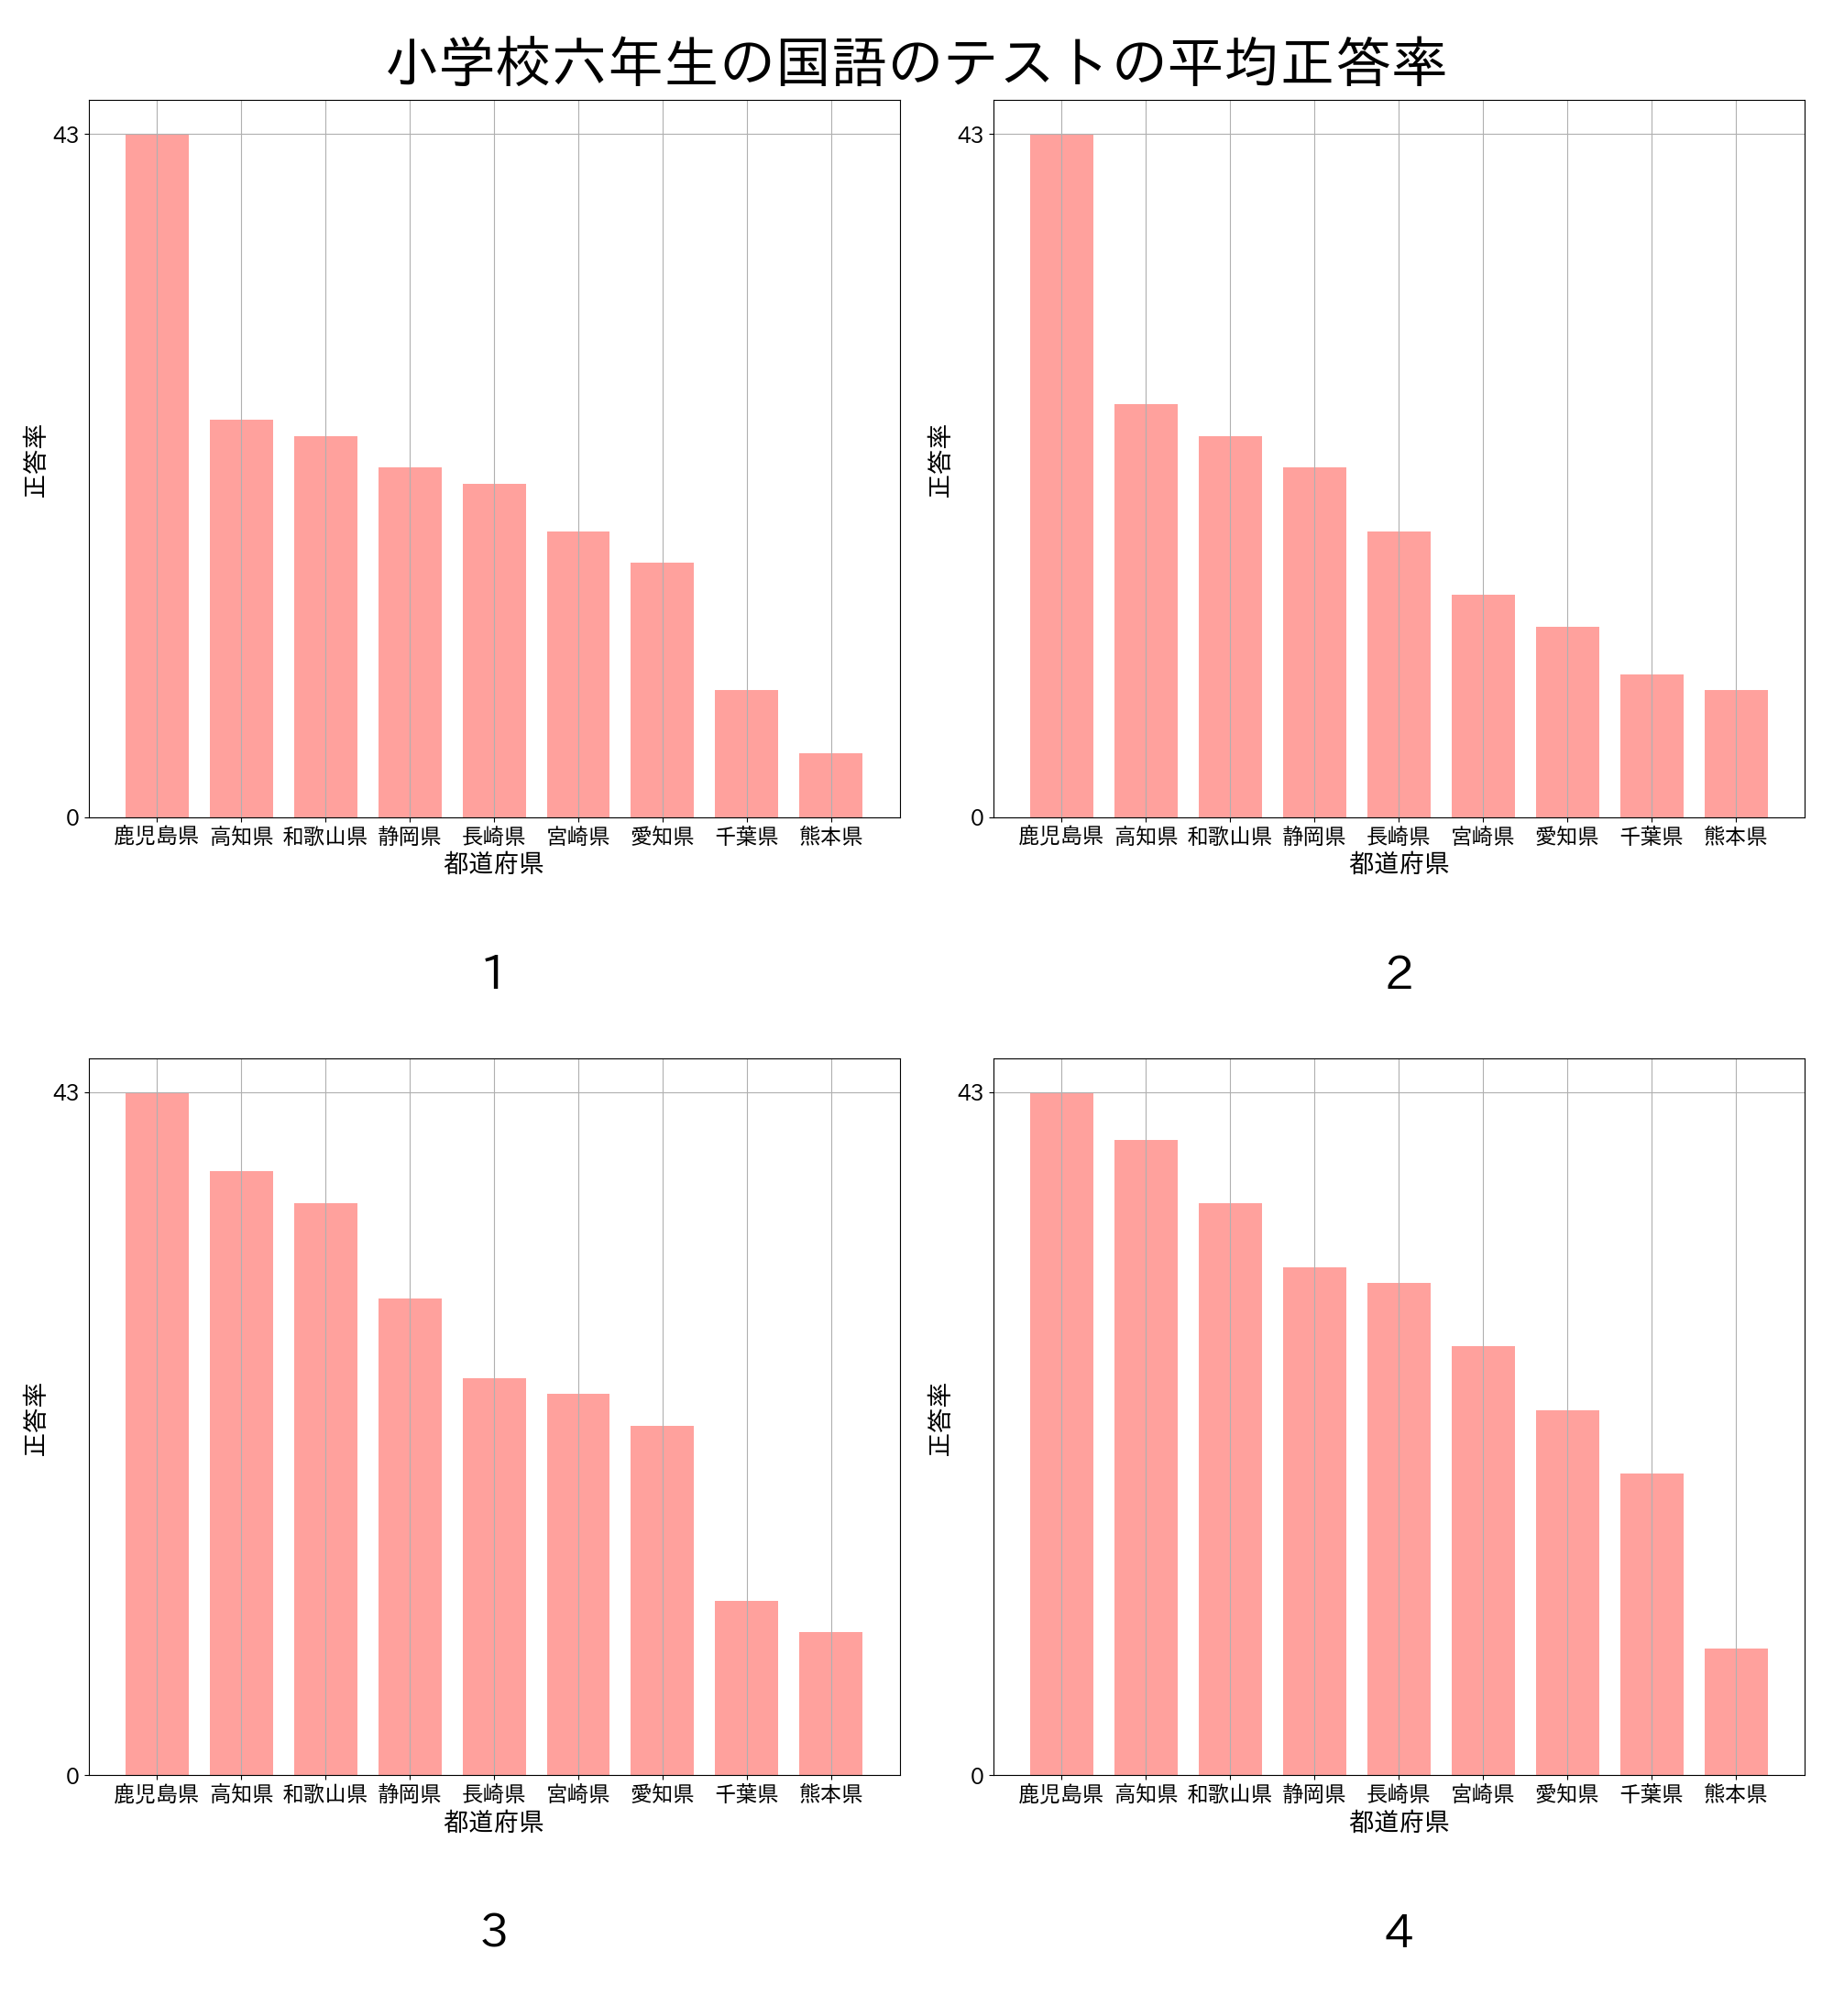 小学校六年生の国語のテストの平均正答率
43
0
正答率
鹿児島県 高知県 和歌山県 静岡県 長崎県 宮崎県 愛知県 千葉県 熊本県
都道府県
1
43
0
正答率
鹿児島県 高知県 和歌山県 静岡県 長崎県 宮崎県 愛知県 千葉県 熊本県
都道府県
2
43
0
正答率
鹿児島県 高知県 和歌山県 静岡県 長崎県 宮崎県 愛知県 千葉県 熊本県
都道府県
3
43
0
正答率
鹿児島県 高知県 和歌山県 静岡県 長崎県 宮崎県 愛知県 千葉県 熊本県
都道府県
4